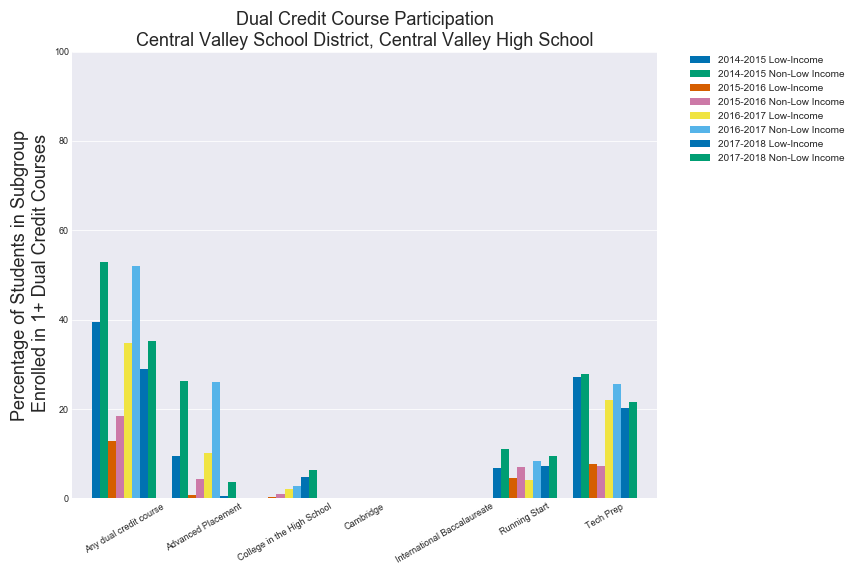 Dual Credit Course Participation
Central Valley School District, Central Valley High School
Percentage of Students in Subgroup
Enrolled in 1+ Dual Credit Courses
100
80
60
40
20
0
Any dual credit course
Advanced Placement
College in the High School
Cambridge
International Baccalaureate
Running Start
Tech Prep
2014-2015 Low-Income
2014-2015 Non-Low Income
2015-2016 Low-Income
2015-2016 Non-Low Income
2016-2017 Low-Income
2016-2017 Non-Low Income
2017-2018 Low-Income
2017-2018 Non-Low Income